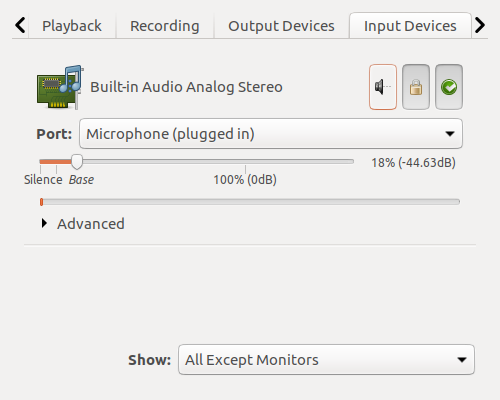 Playback Recording Output Devices Input Devices
Built-in Audio Analog Stereo
Port: Microphone (plugged in)
18% (-44.63dB)
Silence Base 100% (0dB)
Advanced
Show: All Except Monitors